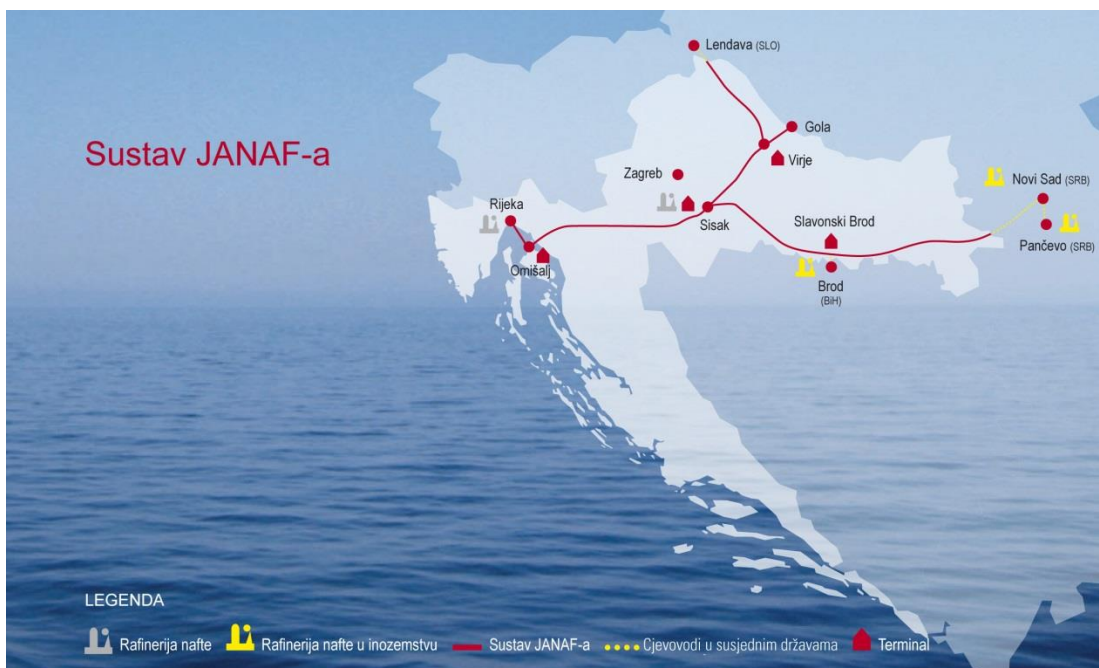 Lendava (SLO)
Sustav JANAF-a
Gola
Virje
Zagreb
Novi Sad (SRB)
Rijeka
Sisak
Slavonski Brod
Pančevo (SRB)
Omišalj
Brod
(BiH)
LEGENDA
Rafinerija nafte
Rafinerija nafte u inozemstvu
Sustav JANAF-a
Cjevovodi u susjednim državama
Terminal